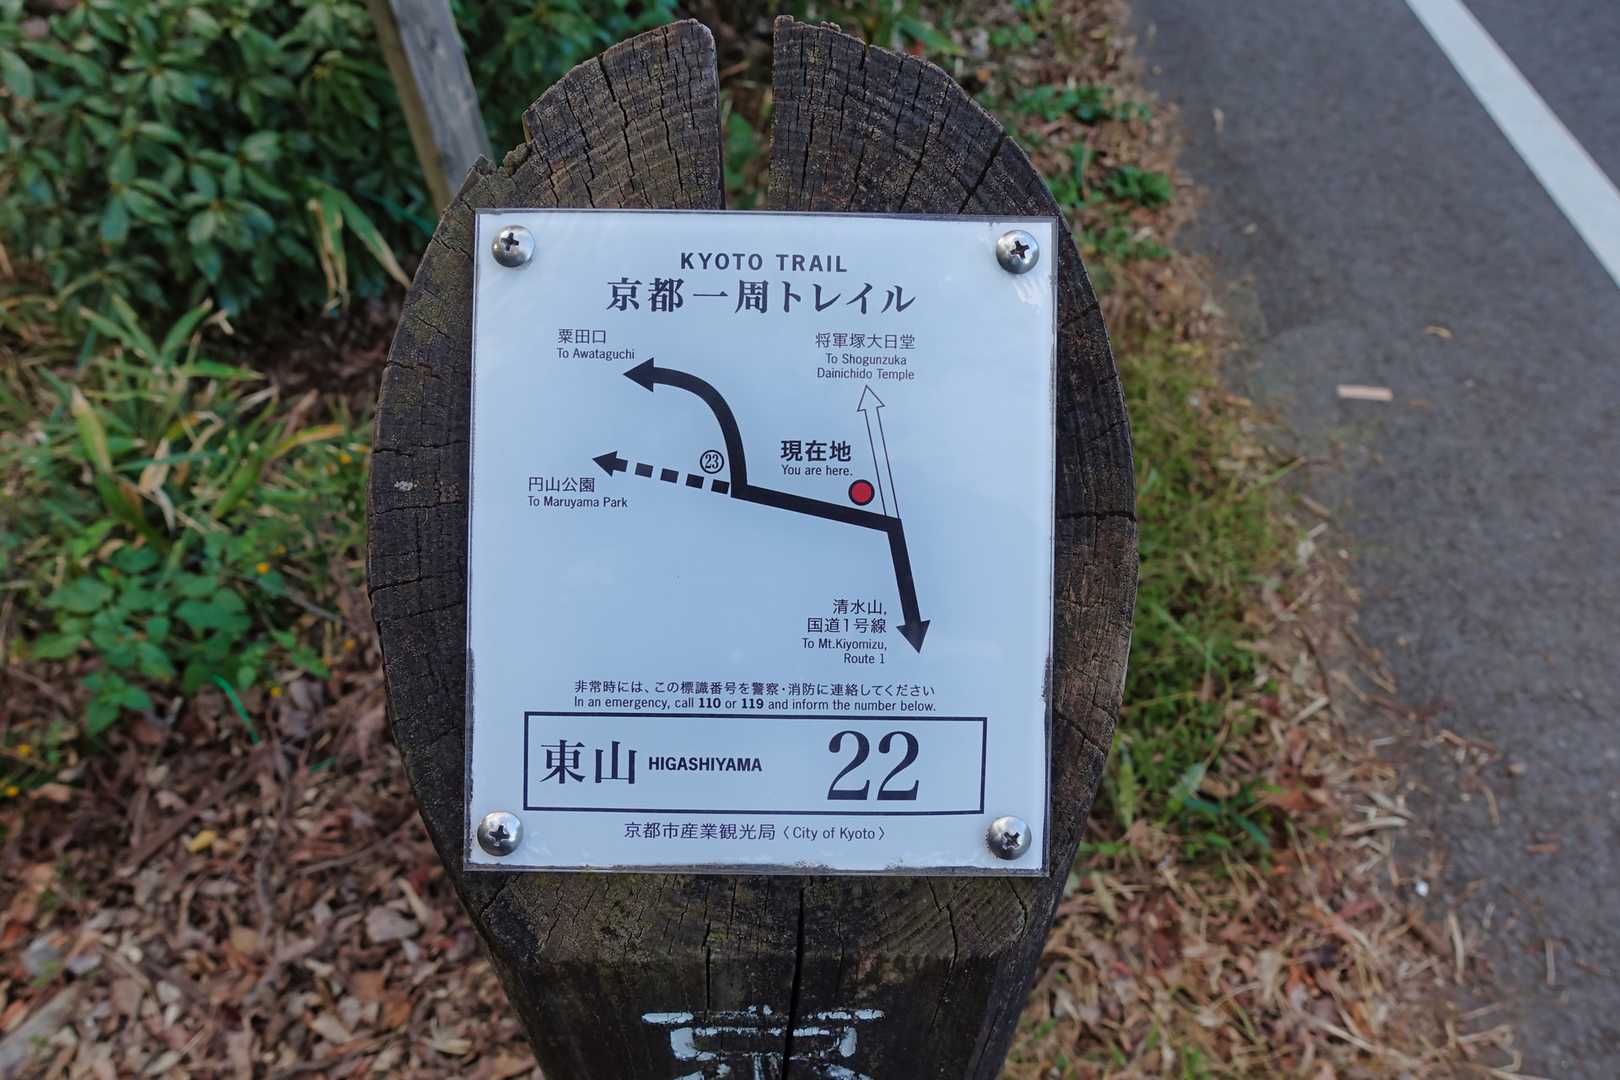 KYOTO TRAIL
京都一周トレイル
粟田口
To Awataguchi
将軍塚大日堂
To Shogunzuka
Dainichido Temple
現在地
You are here.
23
円山公園
To Maruyama Park
清水山,
国道1号線
To Mt.Kiyomizu,
Route 1
非常時には、この標識番号を警察・消防に連絡してください
In an emergency, call 110 or 119 and inform the number below.
東山 HIGASHIYAMA 22
京都市産業観光局〈City of Kyoto〉
京